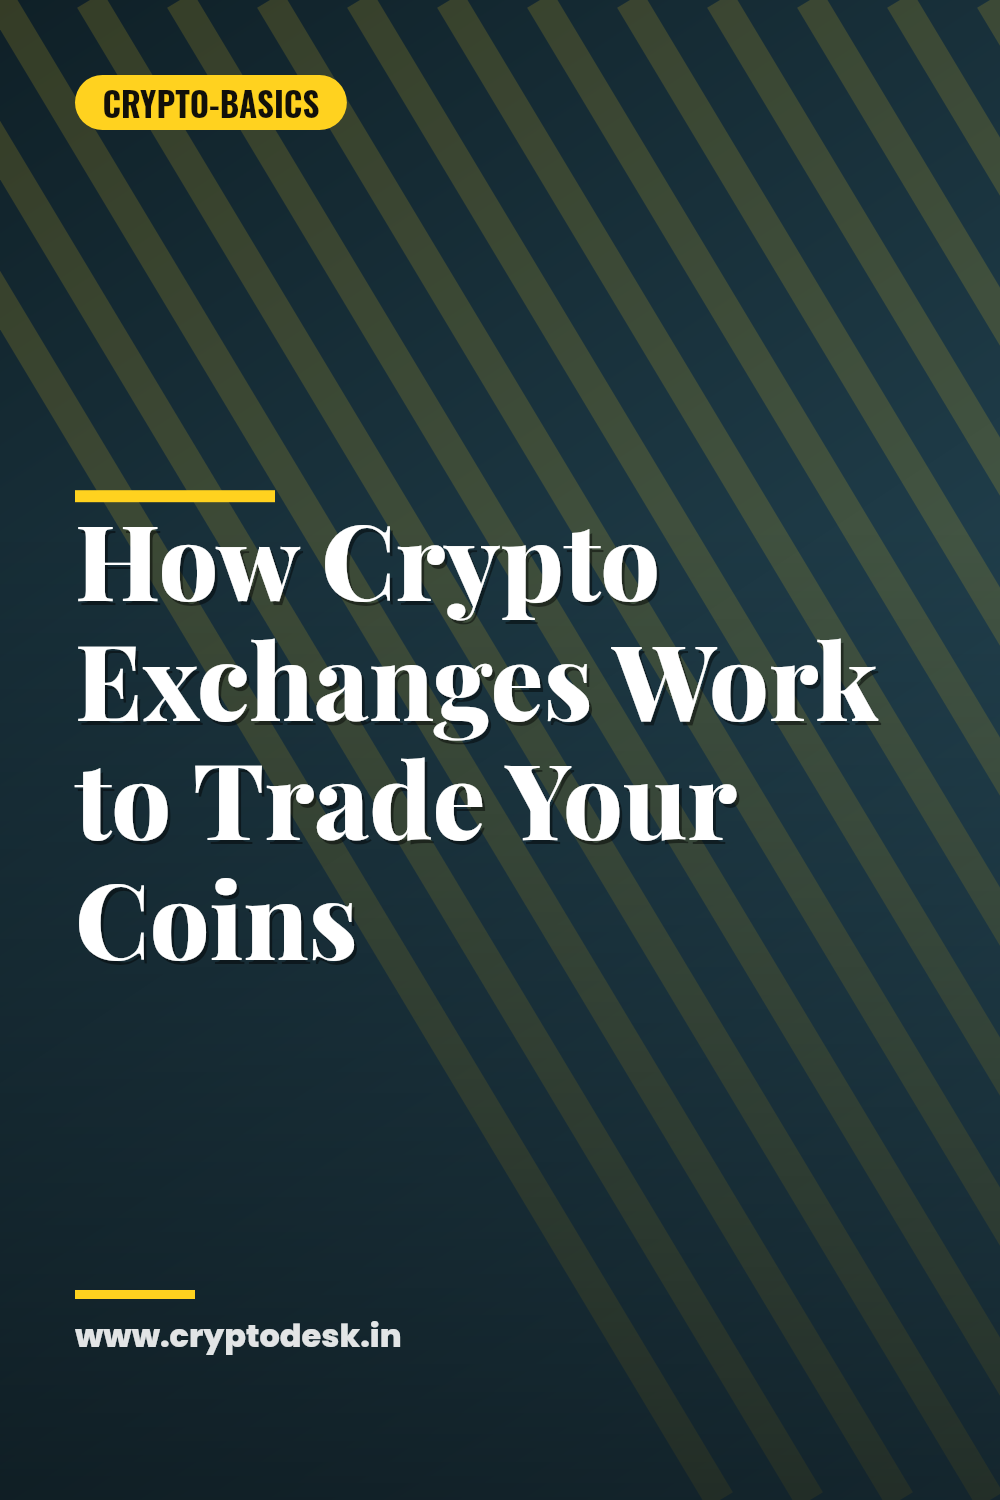 CRYPTO-BASICS
How Crypto
Exchanges Work
to Trade Your
Coins
www.cryptodesk.in